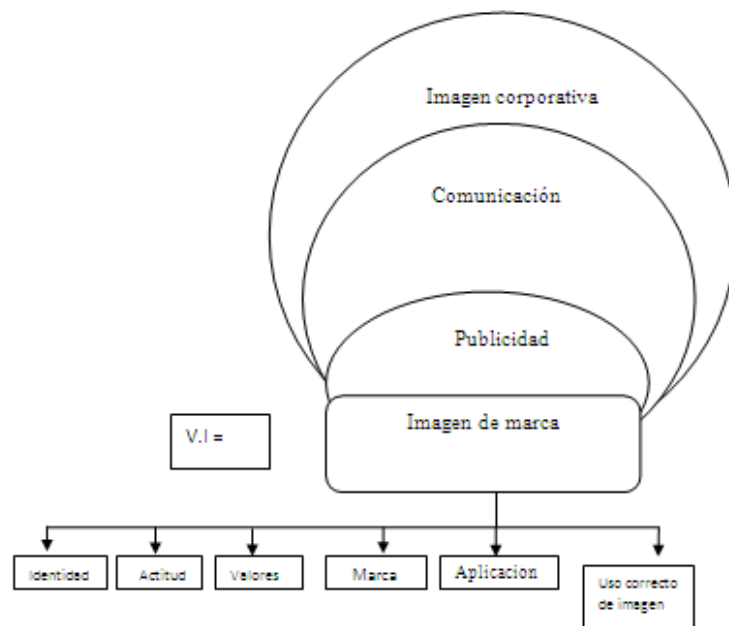 Imagen corporativa
Comunicación
Publicidad
Imagen de marca
V.I =
Identidad
Actitud
Valores
Marca
Aplicacion
Uso correcto
de imagen